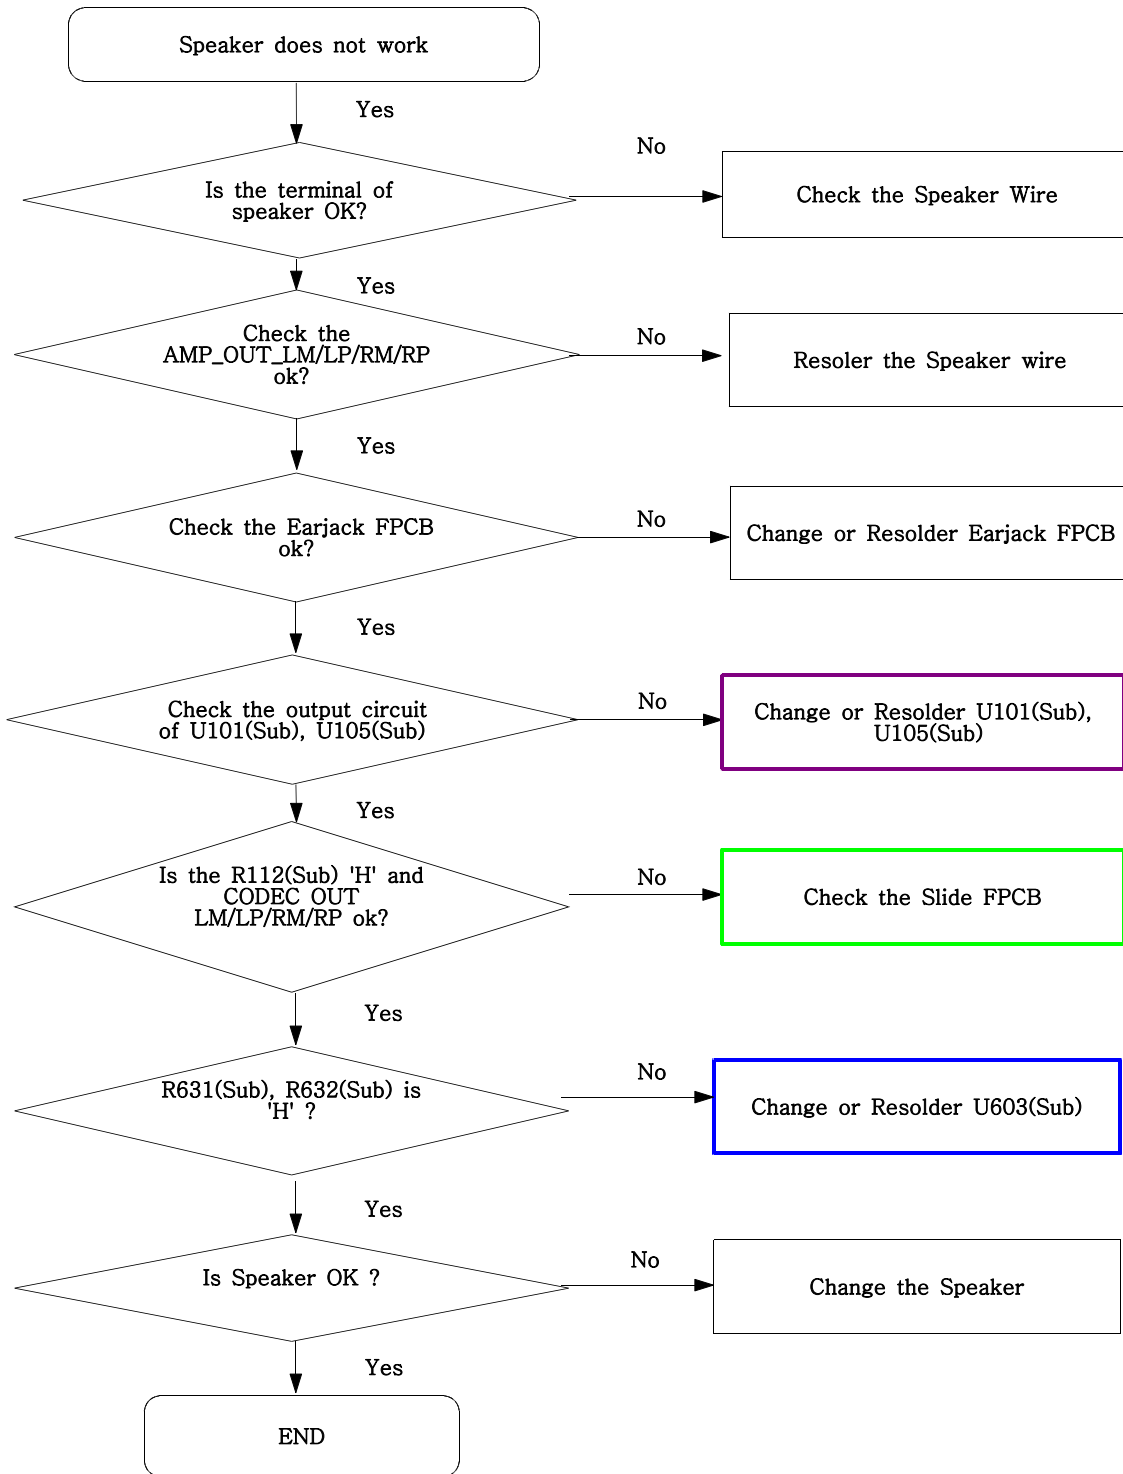 Speaker does not work
Yes
No
Is the terminal of
speaker OK?
Check the Speaker Wire
Yes
Check the
AMP_OUT_LM/LP/RM/RP
ok?
No
Resoler the Speaker wire
Yes
Check the Earjack FPCB
ok?
No
Change or Resolder Earjack FPCB
Yes
Check the output circuit
of U101(Sub), U105(Sub)
No
Change or Resolder U101(Sub),
U105(Sub)
Yes
Is the R112(Sub) 'H' and
CODEC OUT
LM/LP/RM/RP ok?
No
Check the Slide FPCB
Yes
R631(Sub), R632(Sub) is
'H' ?
No
Change or Resolder U603(Sub)
Yes
Is Speaker OK ?
No
Change the Speaker
Yes
END